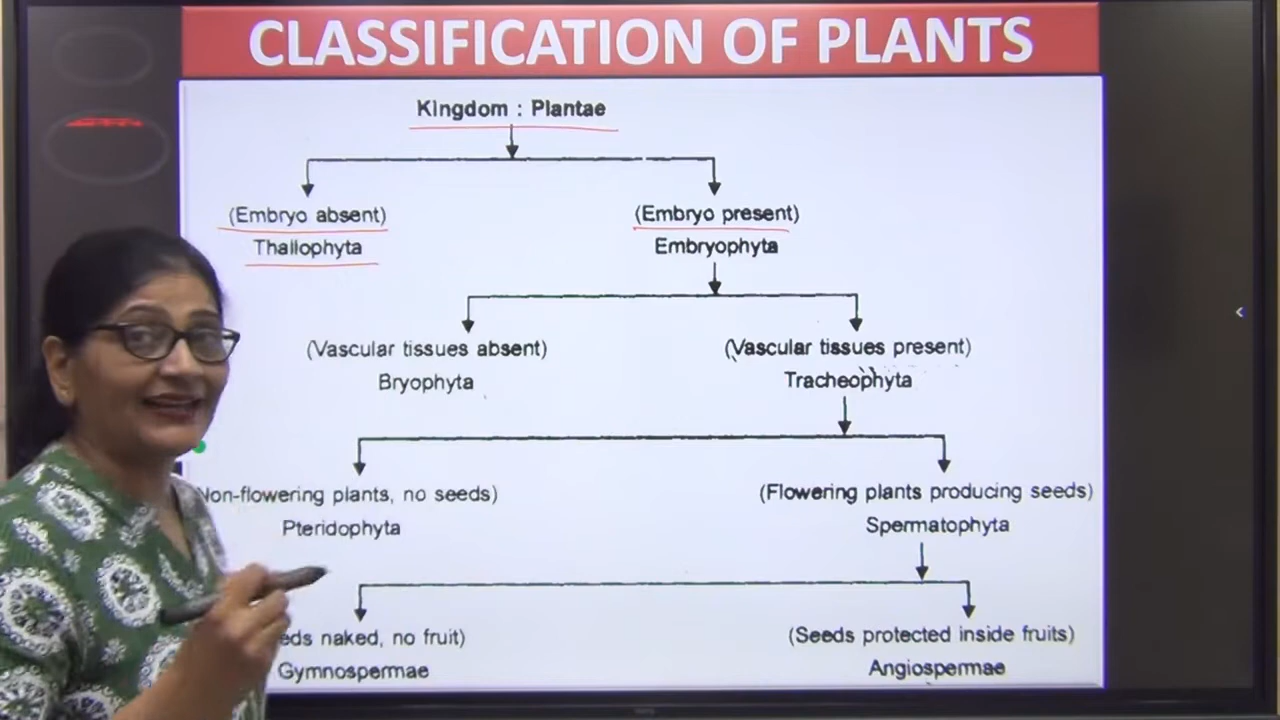 CLASSIFICATION OF PLANTS
Kingdom : Plantae
(Embryo absent)
Thallophyta
(Embryo present)
Embryophyta
(Vascular tissues absent)
Bryophyta
(Vascular tissues present)
Tracheophyta
Non-flowering plants, no seeds)
Pteridophyta
(Flowering plants producing seeds)
Spermatophyta
eds naked, no fruit)
Gymnospermae
(Seeds protected inside fruits)
Angiospermae